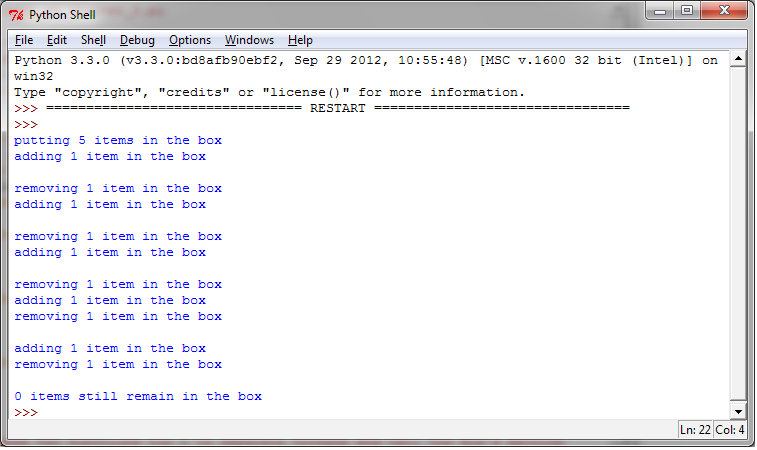 Python Shell
File Edit Shell Debug Options Windows Help
Python 3.3.0 (v3.3.0:bd8afb90ebf2, Sep 29 2012, 10:55:48) [MSC v.1600 32 bit (Intel)] on
win32
Type "copyright", "credits" or "license()" for more information.
>>> ================================ RESTART ================================
>>>
putting 5 items in the box
adding 1 item in the box
removing 1 item in the box
adding 1 item in the box
removing 1 item in the box
adding 1 item in the box
removing 1 item in the box
adding 1 item in the box
removing 1 item in the box
adding 1 item in the box
removing 1 item in the box
0 items still remain in the box
>>>
Ln: 22 Col: 4